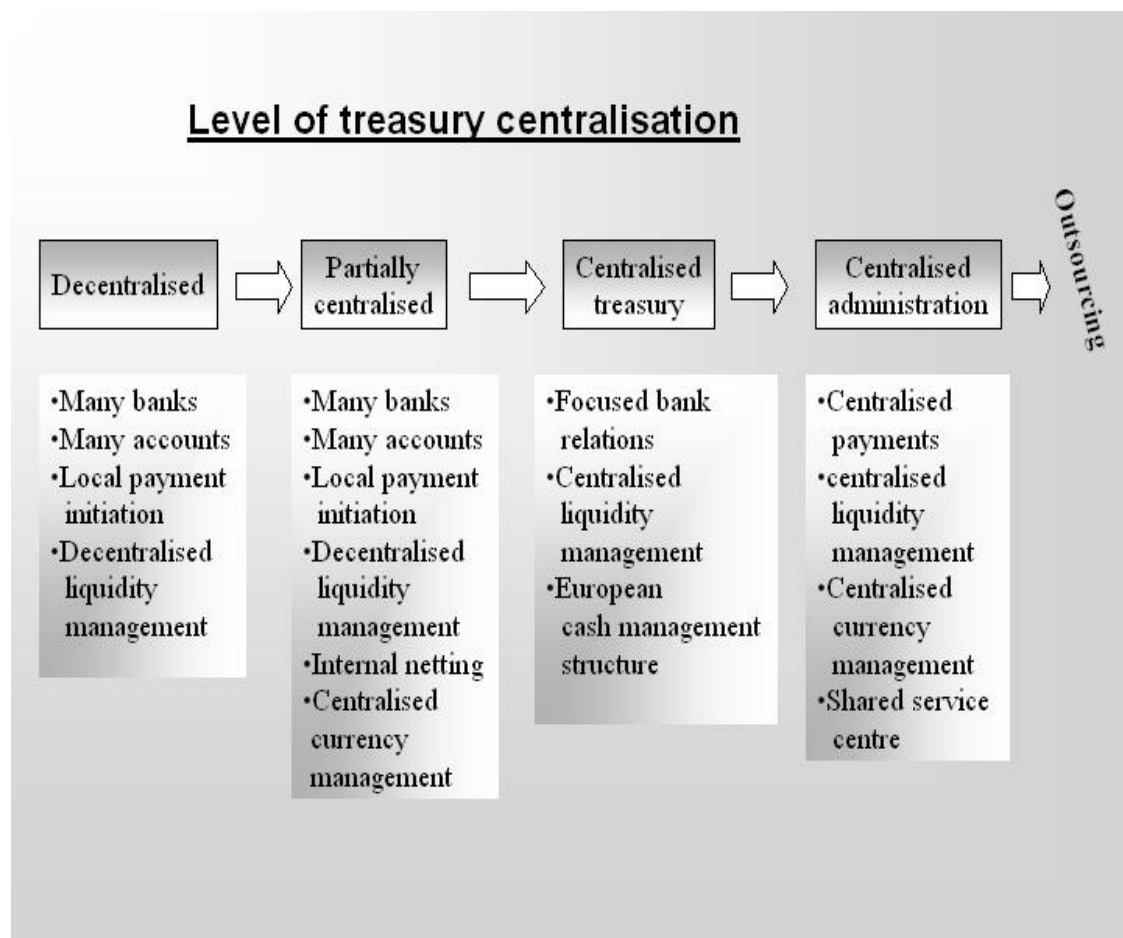 Level of treasury centralisation
Decentralised
Partially
centralised
Centralised
treasury
Centralised
administration
Outsourcing
•Many banks
•Many accounts
•Local payment
initiation
•Decentralised
liquidity
management
•Many banks
•Many accounts
•Local payment
initiation
•Decentralised
liquidity
management
•Internal netting
•Centralised
currency
management
•Focused bank
relations
•Centralised
liquidity
management
•European
cash management
structure
•Centralised
payments
•centralised
liquidity
management
•Centralised
currency
management
•Shared service
centre